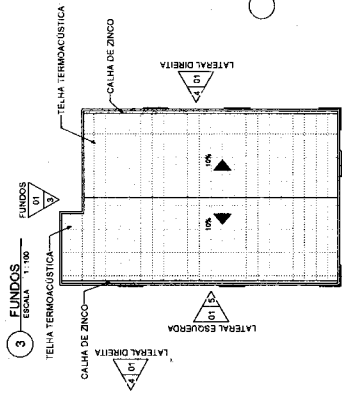 3
FUNDOS
ESCALA 1:100
FUNDOS
01
3
TELHA TERMOACÚSTICA
CALHA DE ZINCO
TELHA TERMOACÚSTICA
CALHA DE ZINCO
LATERAL DIREITA
01
4
LATERAL DIREITA
01
4
10%
10%
LATERAL ESQUERDA
01
5